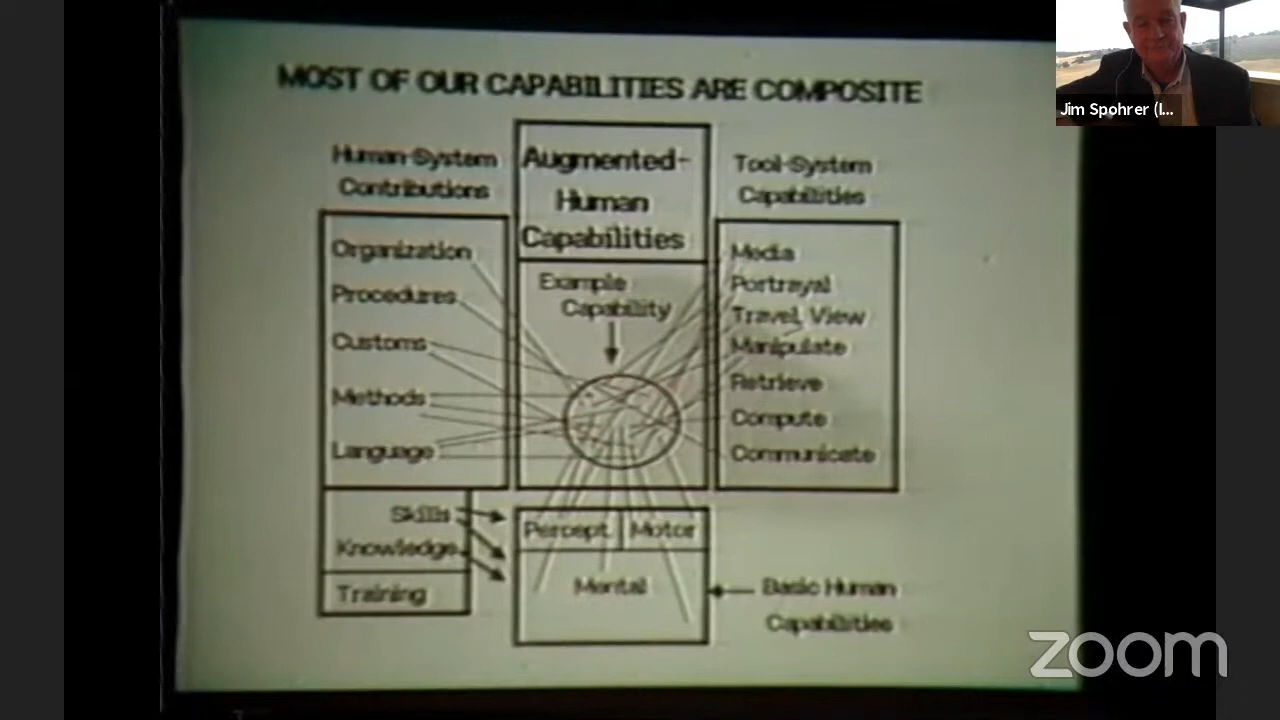 MOST OF OUR CAPABILITIES ARE COMPOSITE
Human-System
Contributions
Augmented-
Human
Capabilities
Tool-System
Capabilities
Organization
Procedures
Customs
Methods
Language
Example
Capability
Media
Portrayal
Travel, View
Manipulate
Retrieve
Compute
Communicate
Skills
Knowledge
Training
Percept.
Motor
Mental
Basic Human
Capabilities
Jim Spohrer (I...
zoom